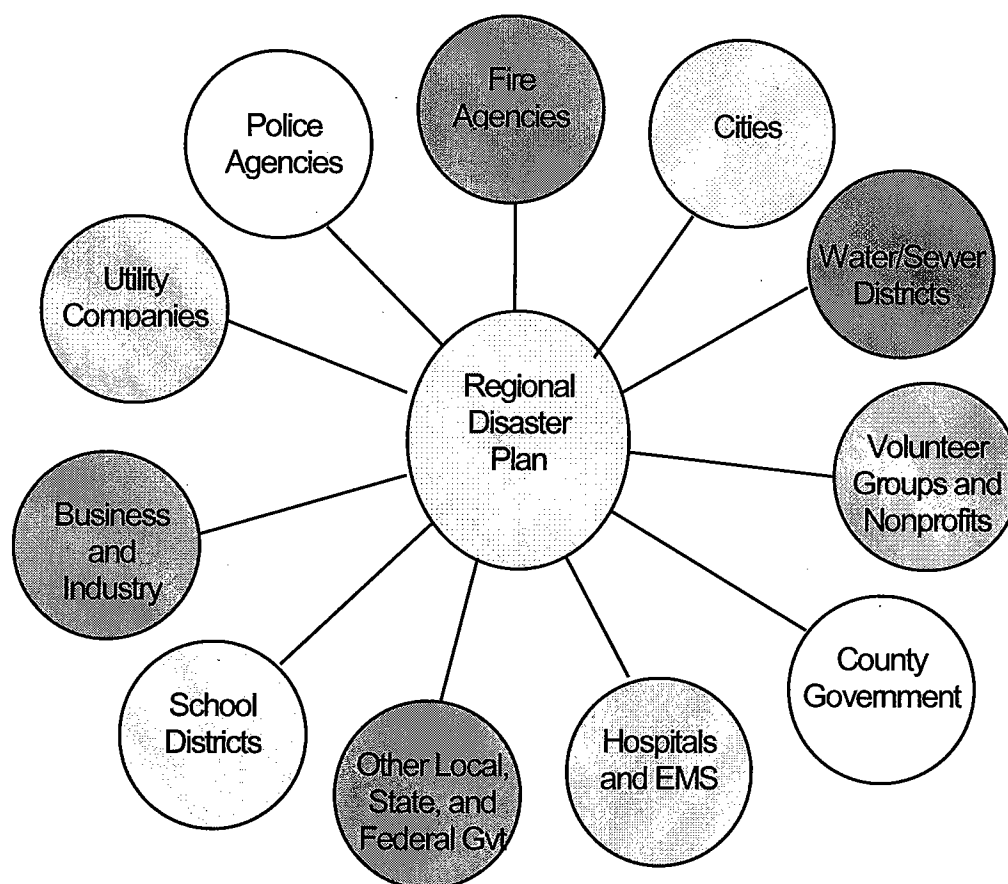 Fire
Agencies
Police
Agencies
Cities
Water/Sewer
Districts
Utility
Companies
Regional
Disaster
Plan
Volunteer
Groups and
Nonprofits
Business
and
Industry
County
Government
School
Districts
Hospitals
and EMS
Other Local,
State, and
Federal Gvt